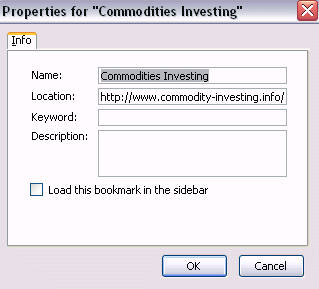 Properties for "Commodities Investing"
Info
Name: Commodities Investing
Location: http://www.commodity-investing.info/
Keyword:
Description:
Load this bookmark in the sidebar
OK Cancel